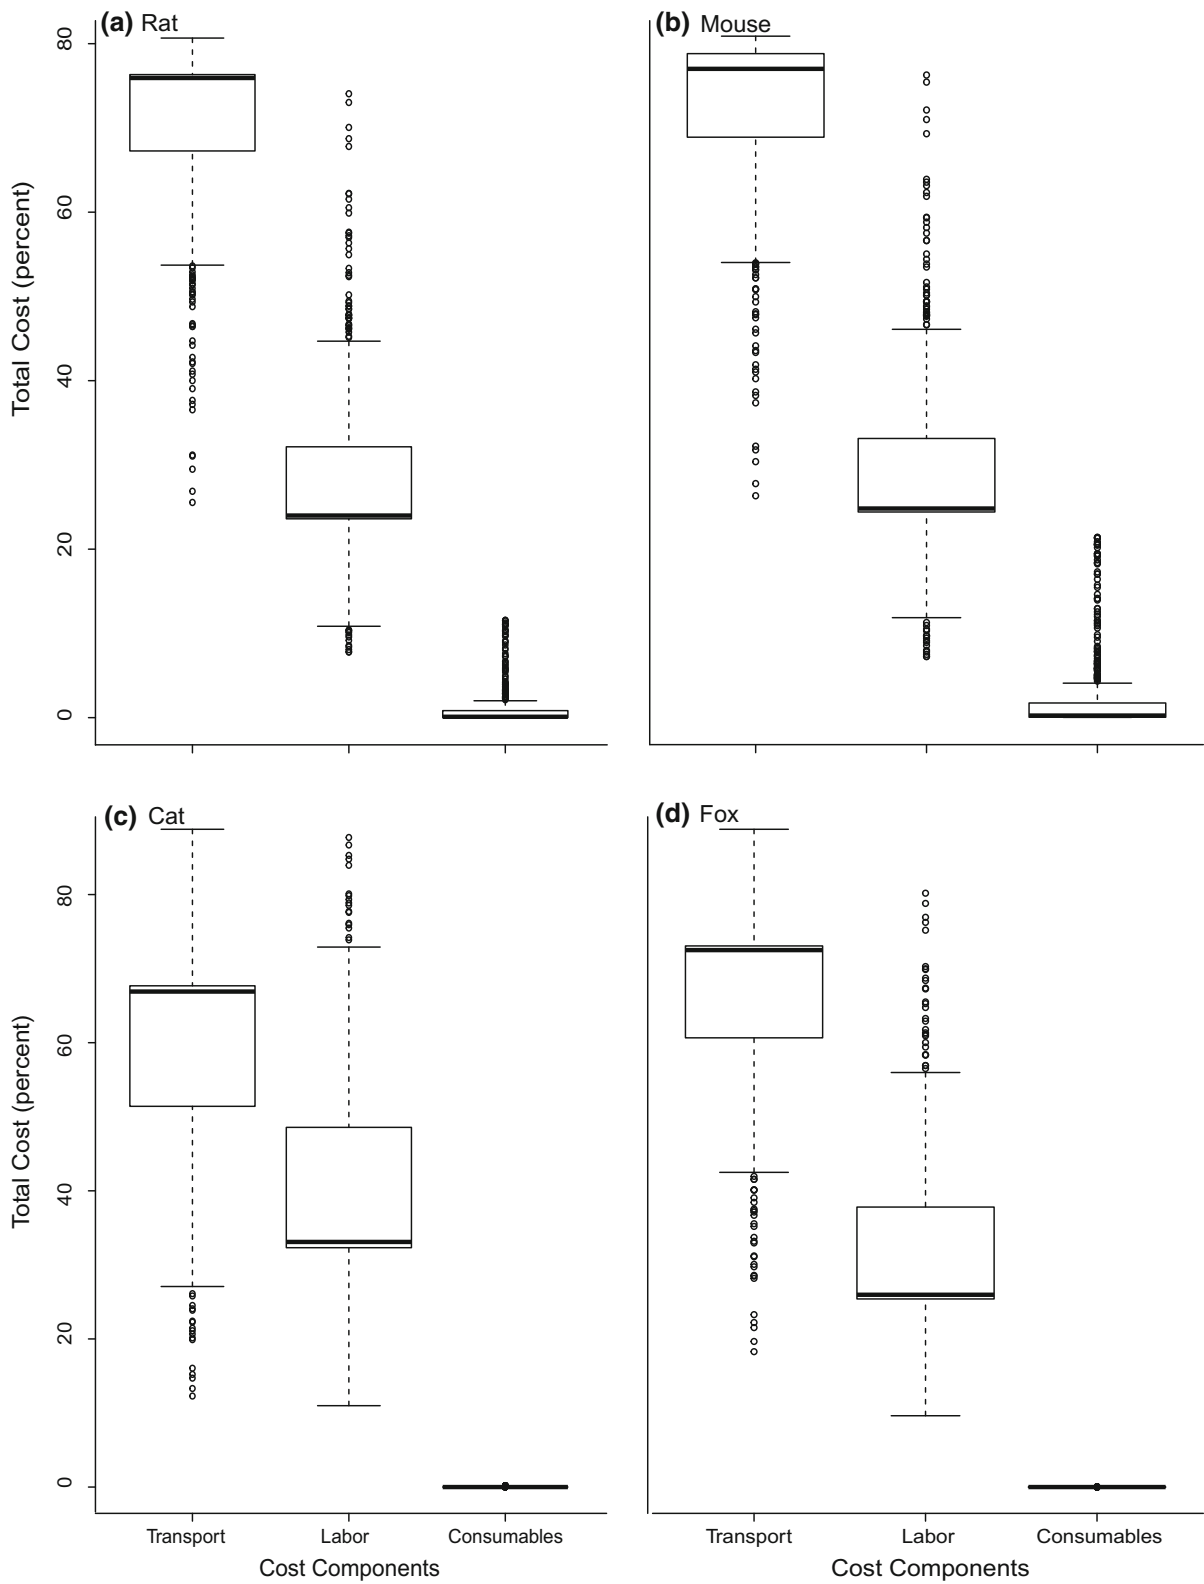 (a) Rat
(b) Mouse
Total Cost (percent)
80
60
40
20
0
(c) Cat
(d) Fox
Total Cost (percent)
80
60
40
20
0
Transport Labor Consumables
Transport Labor Consumables
Cost Components
Cost Components